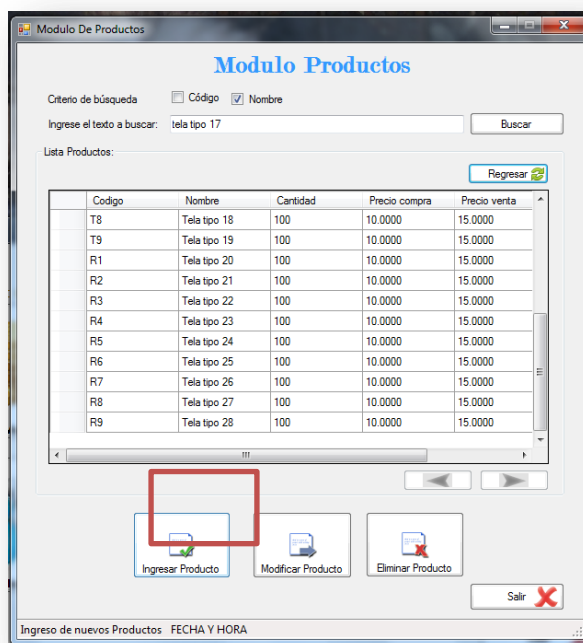 Modulo De Productos
Modulo Productos
Criterio de búsqueda Código Nombre
Ingrese el texto a buscar: tela tipo 17 Buscar
Lista Productos:
Regresar
Codigo Nombre Cantidad Precio compra Precio venta
T8 Tela tipo 18 100 10.0000 15.0000
T9 Tela tipo 19 100 10.0000 15.0000
R1 Tela tipo 20 100 10.0000 15.0000
R2 Tela tipo 21 100 10.0000 15.0000
R3 Tela tipo 22 100 10.0000 15.0000
R4 Tela tipo 23 100 10.0000 15.0000
R5 Tela tipo 24 100 10.0000 15.0000
R6 Tela tipo 25 100 10.0000 15.0000
R7 Tela tipo 26 100 10.0000 15.0000
R8 Tela tipo 27 100 10.0000 15.0000
R9 Tela tipo 28 100 10.0000 15.0000
Ingresar Producto Modificar Producto Eliminar Producto
Salir
Ingreso de nuevos Productos FECHA Y HORA